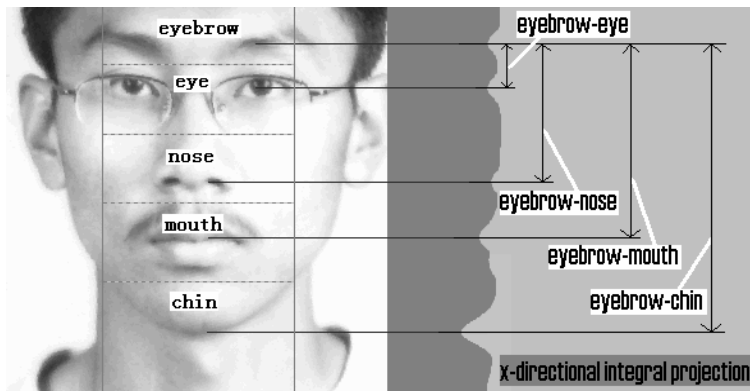 eyebrow
eyebrow-eye
eye
nose
eyebrow-nose
mouth
eyebrow-mouth
chin
eyebrow-chin
x-directional integral projection